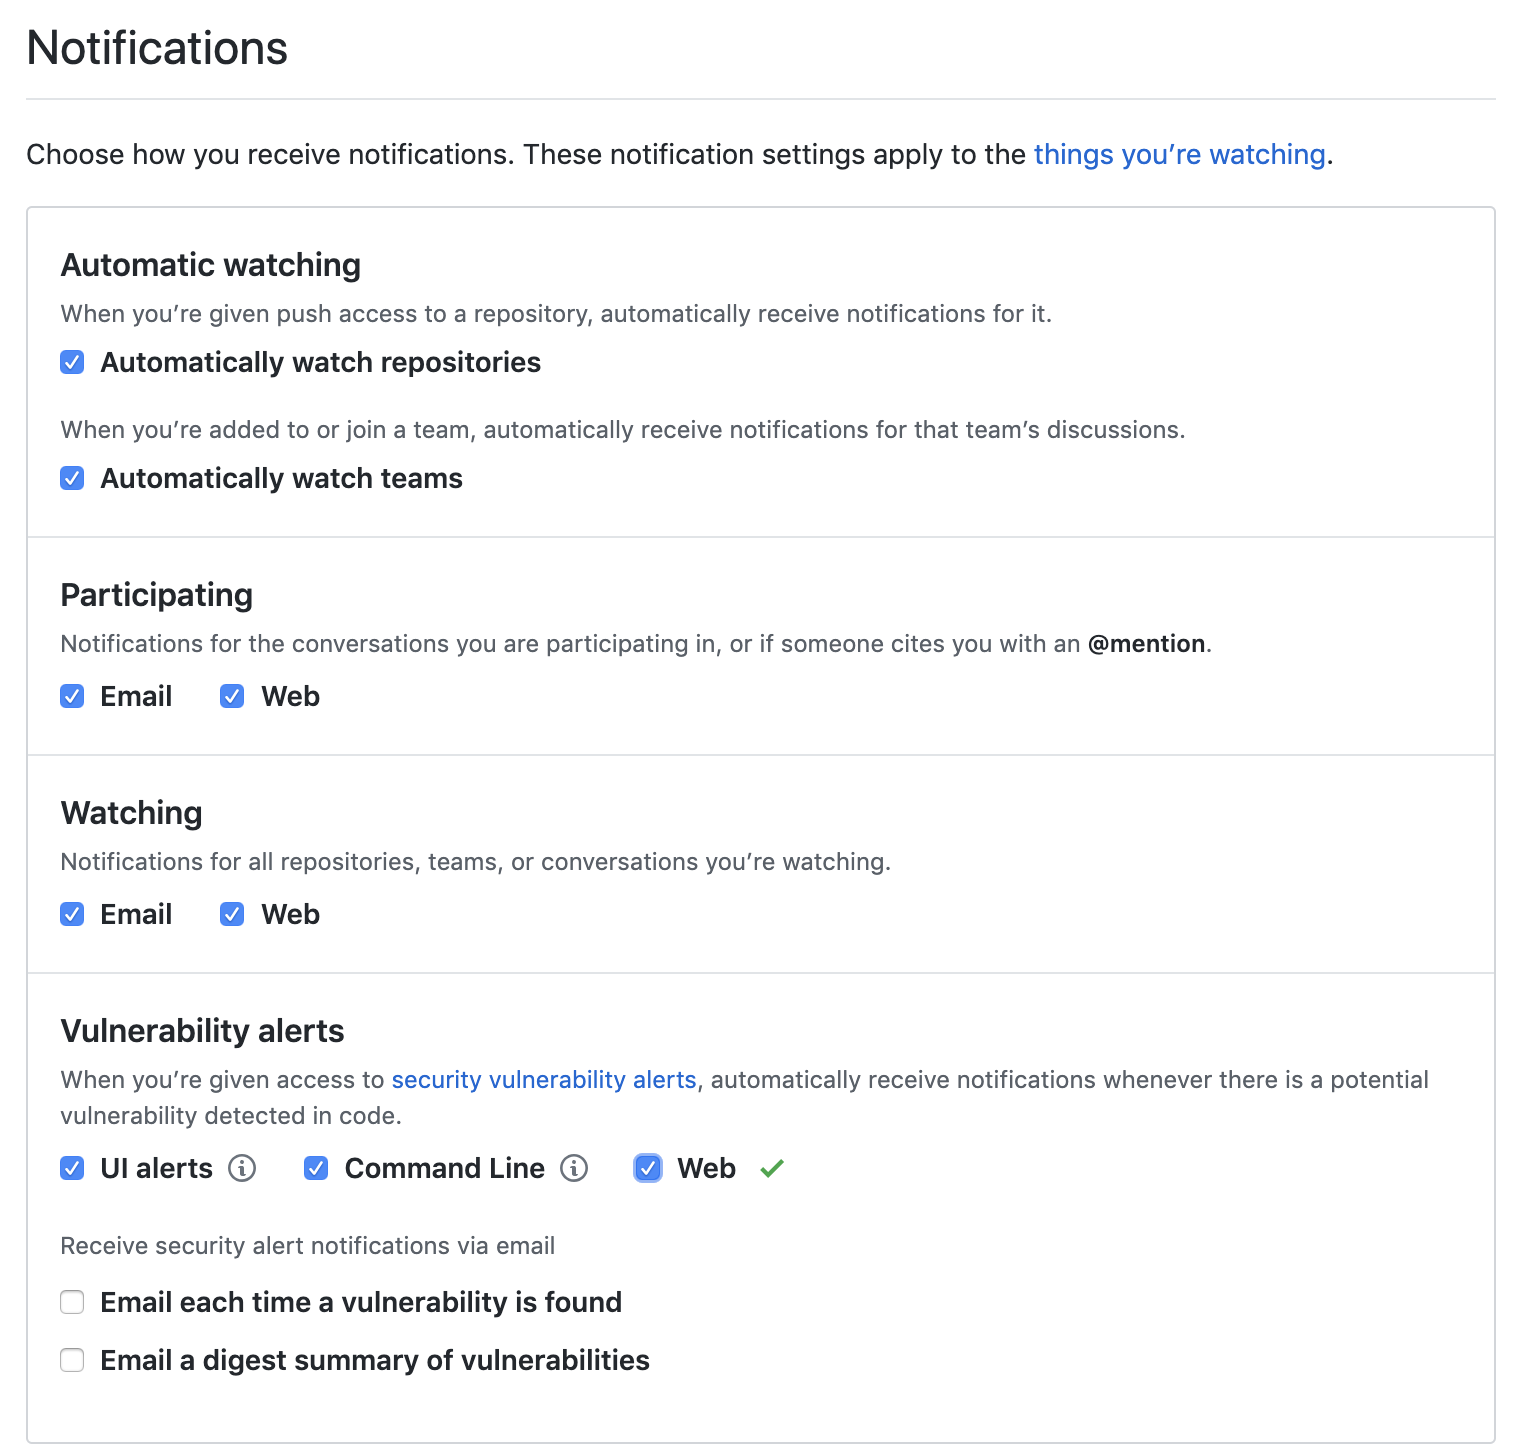 Notifications
Choose how you receive notifications. These notification settings apply to the things you’re watching.
Automatic watching
When you’re given push access to a repository, automatically receive notifications for it.
Automatically watch repositories
When you’re added to or join a team, automatically receive notifications for that team’s discussions.
Automatically watch teams
Participating
Notifications for the conversations you are participating in, or if someone cites you with an @mention.
Email Web
Watching
Notifications for all repositories, teams, or conversations you’re watching.
Email Web
Vulnerability alerts
When you’re given access to security vulnerability alerts, automatically receive notifications whenever there is a potential
vulnerability detected in code.
UI alerts Command Line Web
Receive security alert notifications via email
Email each time a vulnerability is found
Email a digest summary of vulnerabilities